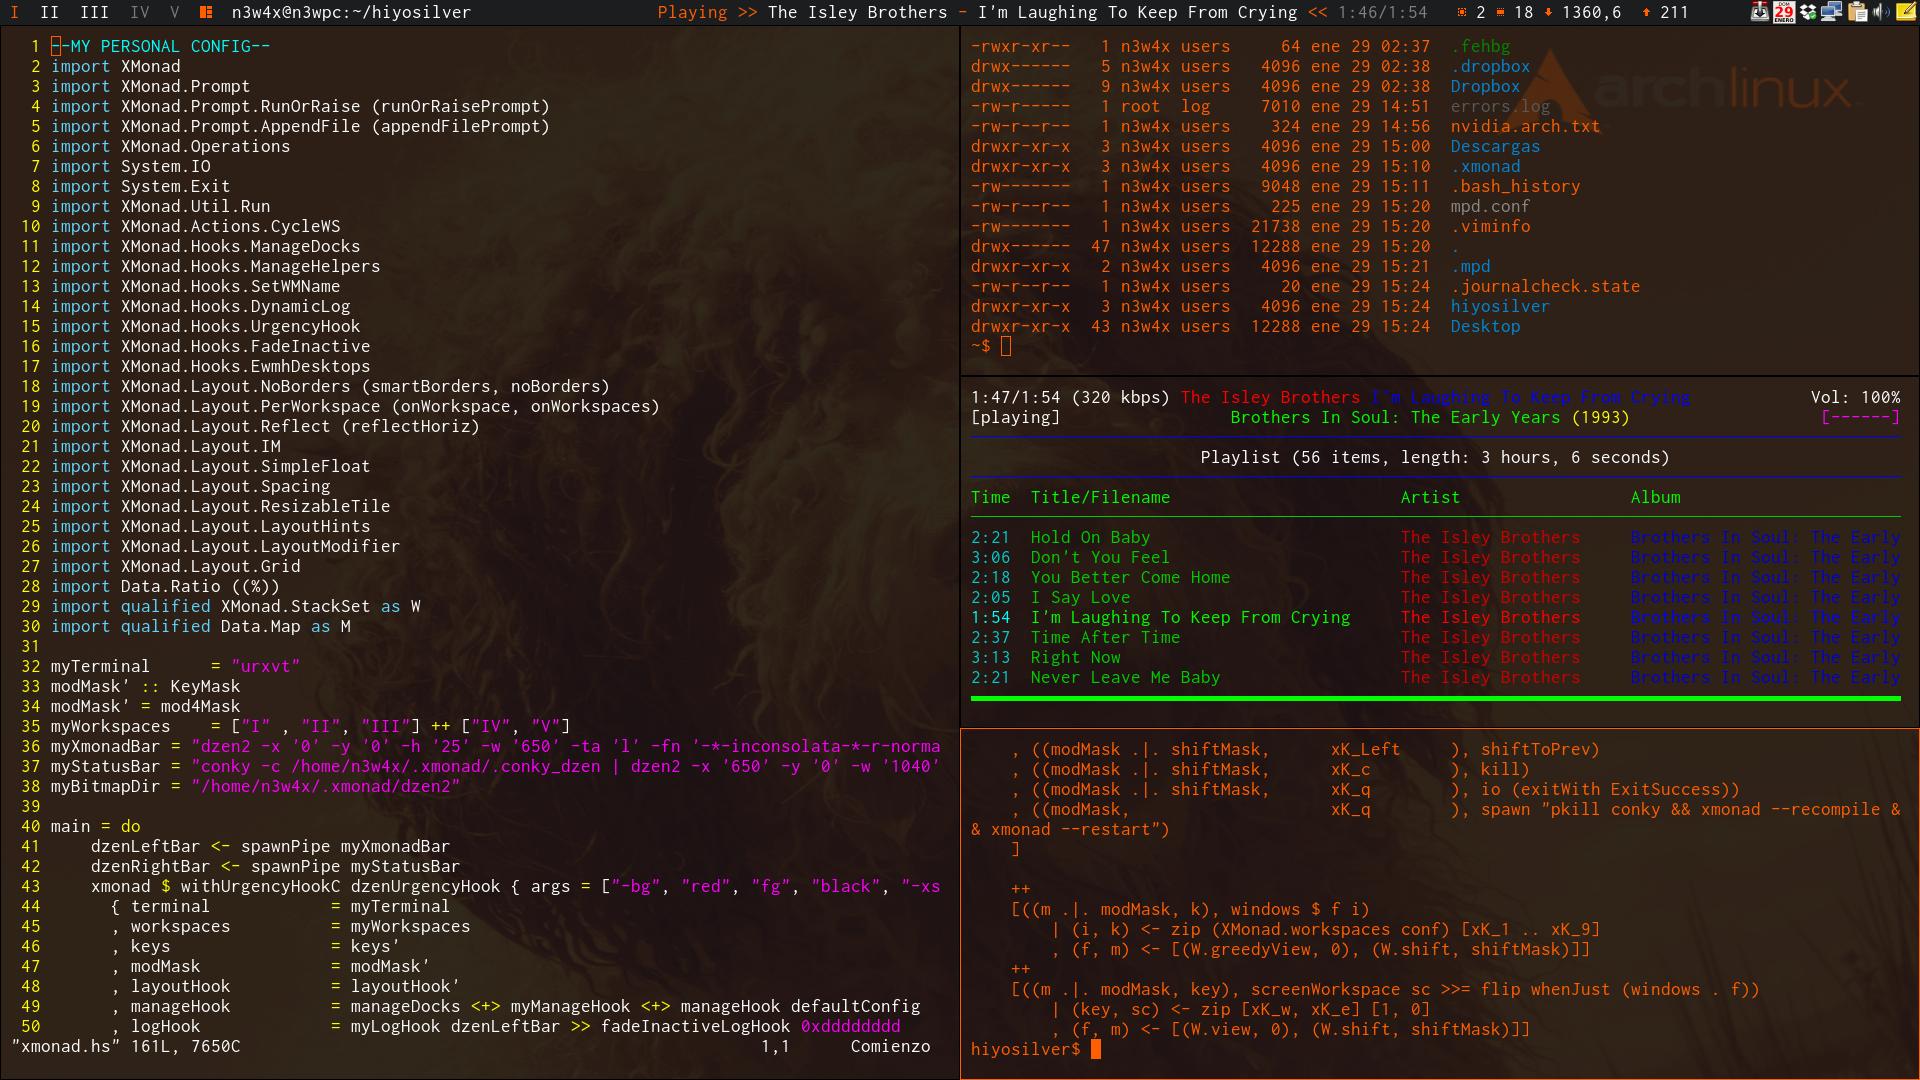 I II III IV V n3w4x@n3wpc:~/hiyosilver Playing >> The Isley Brothers - I'm Laughing To Keep From Crying << 1:46/1:54 2 18 1360,6 211 DOM 29 ENERO
1 --MY PERSONAL CONFIG--
2 import XMonad
3 import XMonad.Prompt
4 import XMonad.Prompt.RunOrRaise (runOrRaisePrompt)
5 import XMonad.Prompt.AppendFile (appendFilePrompt)
6 import XMonad.Operations
7 import System.IO
8 import System.Exit
9 import XMonad.Util.Run
10 import XMonad.Actions.CycleWS
11 import XMonad.Hooks.ManageDocks
12 import XMonad.Hooks.ManageHelpers
13 import XMonad.Hooks.SetWMName
14 import XMonad.Hooks.DynamicLog
15 import XMonad.Hooks.UrgencyHook
16 import XMonad.Hooks.FadeInactive
17 import XMonad.Hooks.EwmhDesktops
18 import XMonad.Layout.NoBorders (smartBorders, noBorders)
19 import XMonad.Layout.PerWorkspace (onWorkspace, onWorkspaces)
20 import XMonad.Layout.Reflect (reflectHoriz)
21 import XMonad.Layout.IM
22 import XMonad.Layout.SimpleFloat
23 import XMonad.Layout.Spacing
24 import XMonad.Layout.ResizableTile
25 import XMonad.Layout.LayoutHints
26 import XMonad.Layout.LayoutModifier
27 import XMonad.Layout.Grid
28 import Data.Ratio ((%))
29 import qualified XMonad.StackSet as W
30 import qualified Data.Map as M
31
32 myTerminal      = "urxvt"
33 modMask' :: KeyMask
34 modMask' = mod4Mask
35 myWorkspaces    = ["I" , "II", "III"] ++ ["IV", "V"]
36 myXmonadBar = "dzen2 -x '0' -y '0' -h '25' -w '650' -ta 'l' -fn '-*-inconsolata-*-r-norma
37 myStatusBar = "conky -c /home/n3w4x/.xmonad/.conky_dzen | dzen2 -x '650' -y '0' -w '1040'
38 myBitmapDir = "/home/n3w4x/.xmonad/dzen2"
39
40 main = do
41     dzenLeftBar <- spawnPipe myXmonadBar
42     dzenRightBar <- spawnPipe myStatusBar
43     xmonad $ withUrgencyHookC dzenUrgencyHook { args = ["-bg", "red", "fg", "black", "-xs
44       { terminal            = myTerminal
45       , workspaces          = myWorkspaces
46       , keys                = keys'
47       , modMask             = modMask'
48       , layoutHook          = layoutHook'
49       , manageHook          = manageDocks <+> myManageHook <+> manageHook defaultConfig
50       , logHook             = myLogHook dzenLeftBar >> fadeInactiveLogHook 0xdddddddd
"xmonad.hs" 161L, 7650C 1,1 Comienzo
-rwxr-xr--   1 n3w4x users     64 ene 29 02:37 .fehbg
drwx------   5 n3w4x users   4096 ene 29 02:38 .dropbox
drwx------   9 n3w4x users   4096 ene 29 02:38 Dropbox
-rw-r-----   1 root  log     7010 ene 29 14:51 errors.log
-rw-r--r--   1 n3w4x users    324 ene 29 14:56 nvidia.arch.txt
drwxr-xr-x   3 n3w4x users   4096 ene 29 15:00 Descargas
drwxr-xr-x   3 n3w4x users   4096 ene 29 15:10 .xmonad
-rw-------   1 n3w4x users   9048 ene 29 15:11 .bash_history
-rw-r--r--   1 n3w4x users    225 ene 29 15:20 mpd.conf
-rw-------   1 n3w4x users  21738 ene 29 15:20 .viminfo
drwx------  47 n3w4x users  12288 ene 29 15:20 .
drwxr-xr-x   2 n3w4x users   4096 ene 29 15:21 .mpd
-rw-r--r--   1 n3w4x users     20 ene 29 15:24 .journalcheck.state
drwxr-xr-x   3 n3w4x users   4096 ene 29 15:24 hiyosilver
drwxr-xr-x  43 n3w4x users  12288 ene 29 15:24 Desktop
~$
archlinux
1:47/1:54 (320 kbps) The Isley Brothers I'm Laughing To Keep From Crying Vol: 100%
[playing] Brothers In Soul: The Early Years (1993) [------]
Playlist (56 items, length: 3 hours, 6 seconds)
Time Title/Filename Artist Album
2:21 Hold On Baby The Isley Brothers Brothers In Soul: The Early
3:06 Don't You Feel The Isley Brothers Brothers In Soul: The Early
2:18 You Better Come Home The Isley Brothers Brothers In Soul: The Early
2:05 I Say Love The Isley Brothers Brothers In Soul: The Early
1:54 I'm Laughing To Keep From Crying The Isley Brothers Brothers In Soul: The Early
2:37 Time After Time The Isley Brothers Brothers In Soul: The Early
3:13 Right Now The Isley Brothers Brothers In Soul: The Early
2:21 Never Leave Me Baby The Isley Brothers Brothers In Soul: The Early
, ((modMask .|. shiftMask,      xK_Left     ), shiftToPrev)
, ((modMask .|. shiftMask,      xK_c        ), kill)
, ((modMask .|. shiftMask,      xK_q        ), io (exitWith ExitSuccess))
, ((modMask,                    xK_q        ), spawn "pkill conky && xmonad --recompile &
& xmonad --restart")
]
++
[((m .|. modMask, k), windows $ f i)
| (i, k) <- zip (XMonad.workspaces conf) [xK_1 .. xK_9]
, (f, m) <- [(W.greedyView, 0), (W.shift, shiftMask)]]
++
[((m .|. modMask, key), screenWorkspace sc >>= flip whenJust (windows . f))
| (key, sc) <- zip [xK_w, xK_e] [1, 0]
, (f, m) <- [(W.view, 0), (W.shift, shiftMask)]]
hiyosilver$